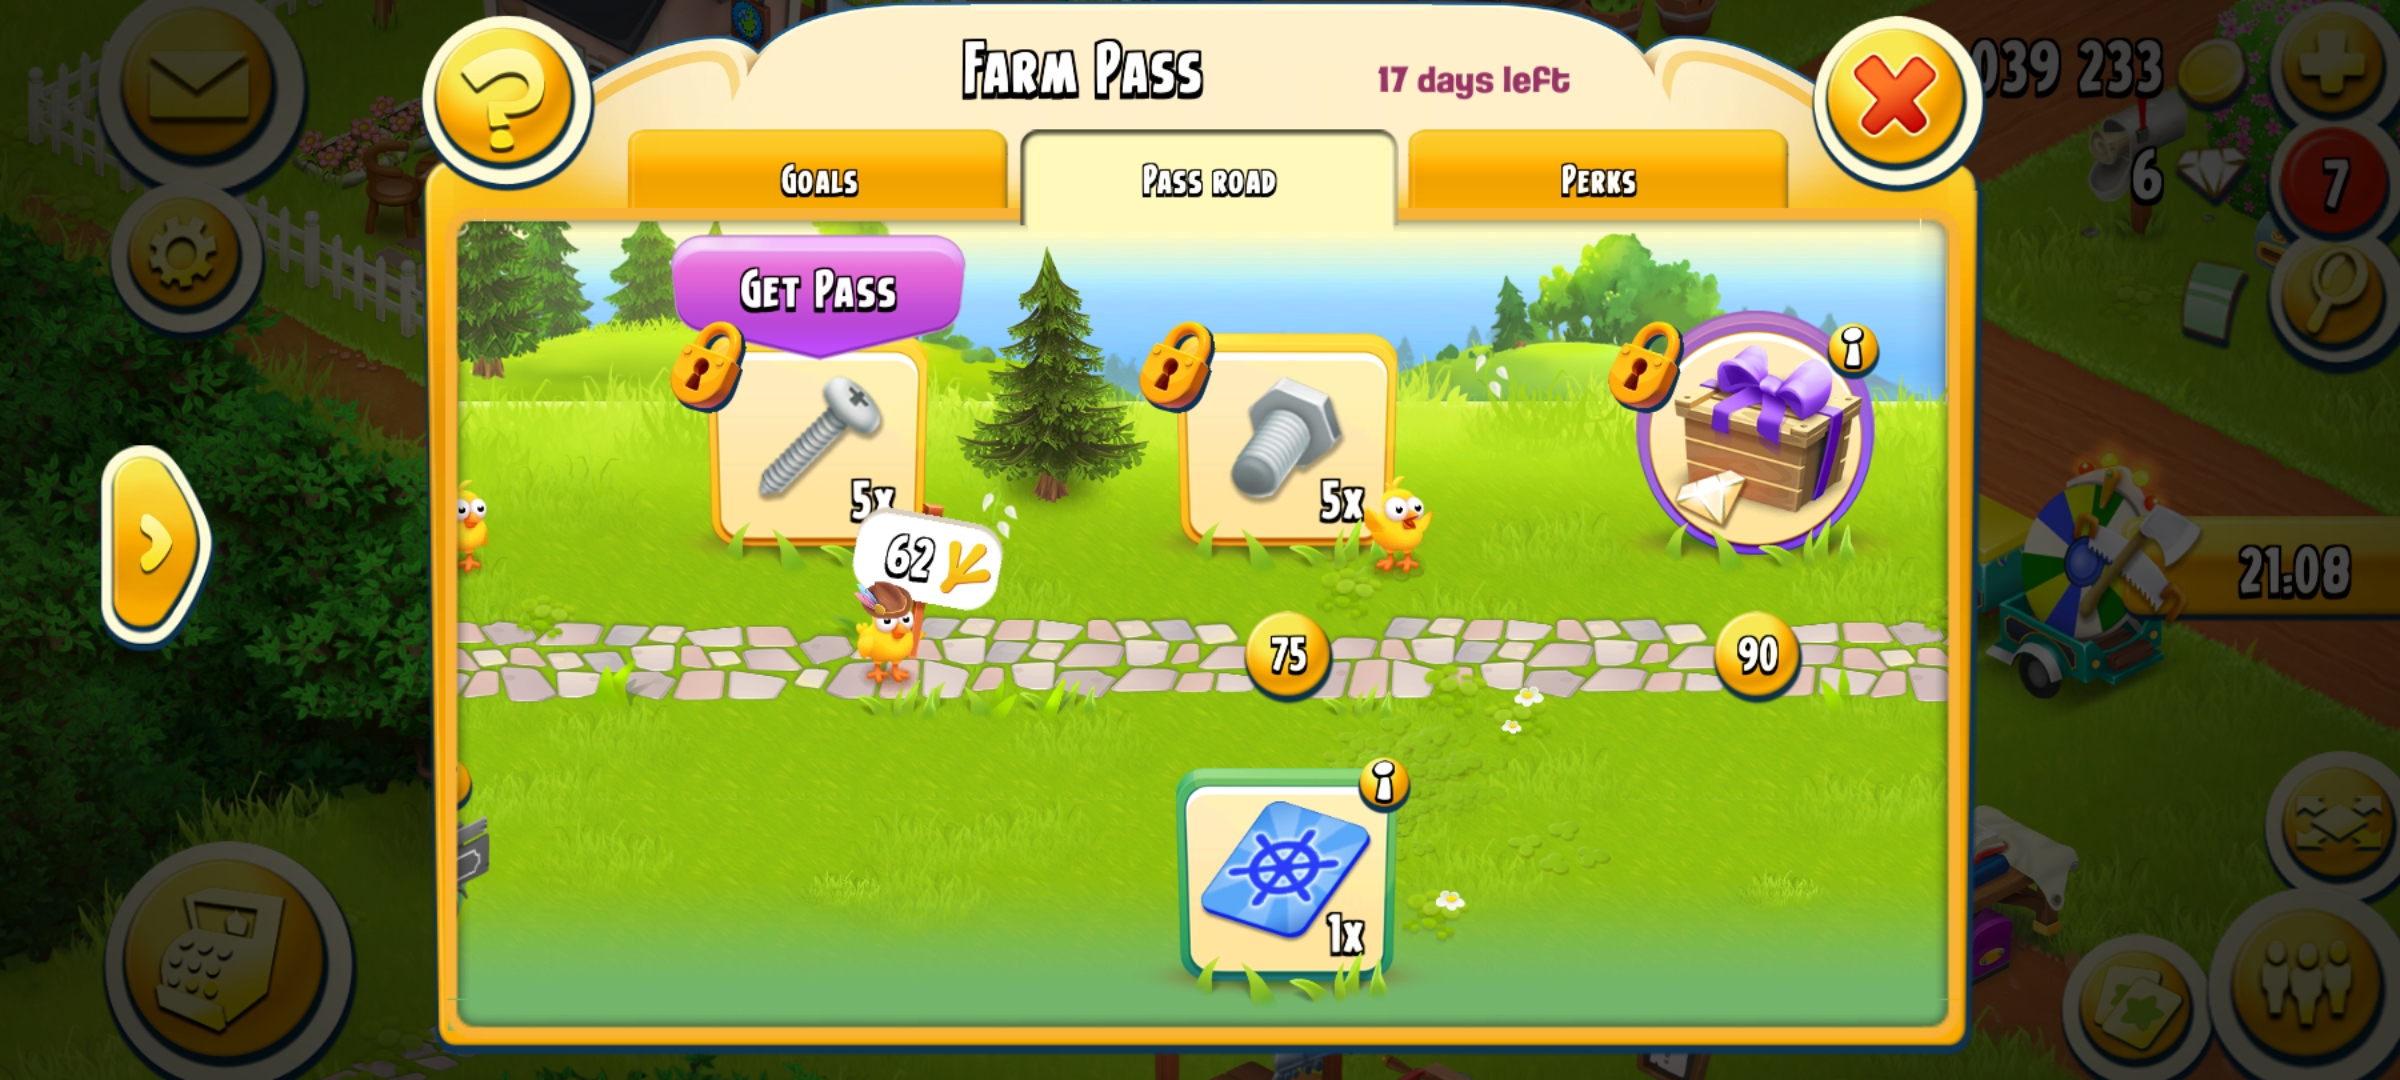 FARM PASS
17 days left
039 233
GOALS
PASS ROAD
PERKS
6
7
GET PASS
5x
5x
62
21:08
75
90
1x